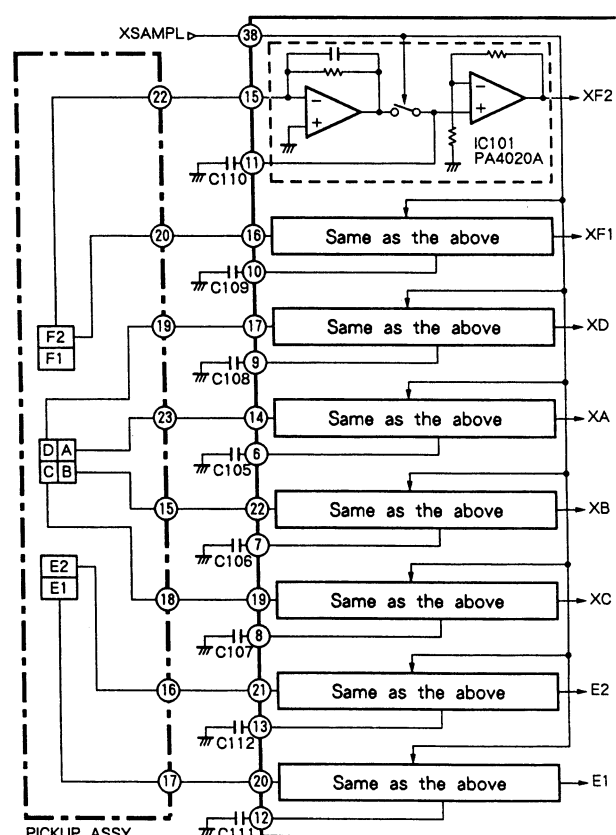 XSAMPL 38
22 15 XF2
IC101
PA4020A
11
C110
20 16 Same as the above XF1
10
C109
F2
F1
19 17 Same as the above XD
9
C108
D A
C B
23 14 Same as the above XA
6
C105
15 22 Same as the above XB
7
C106
E2
E1
18 19 Same as the above XC
8
C107
16 21 Same as the above E2
13
C112
17 20 Same as the above E1
12
C111
PICKUP ASSY